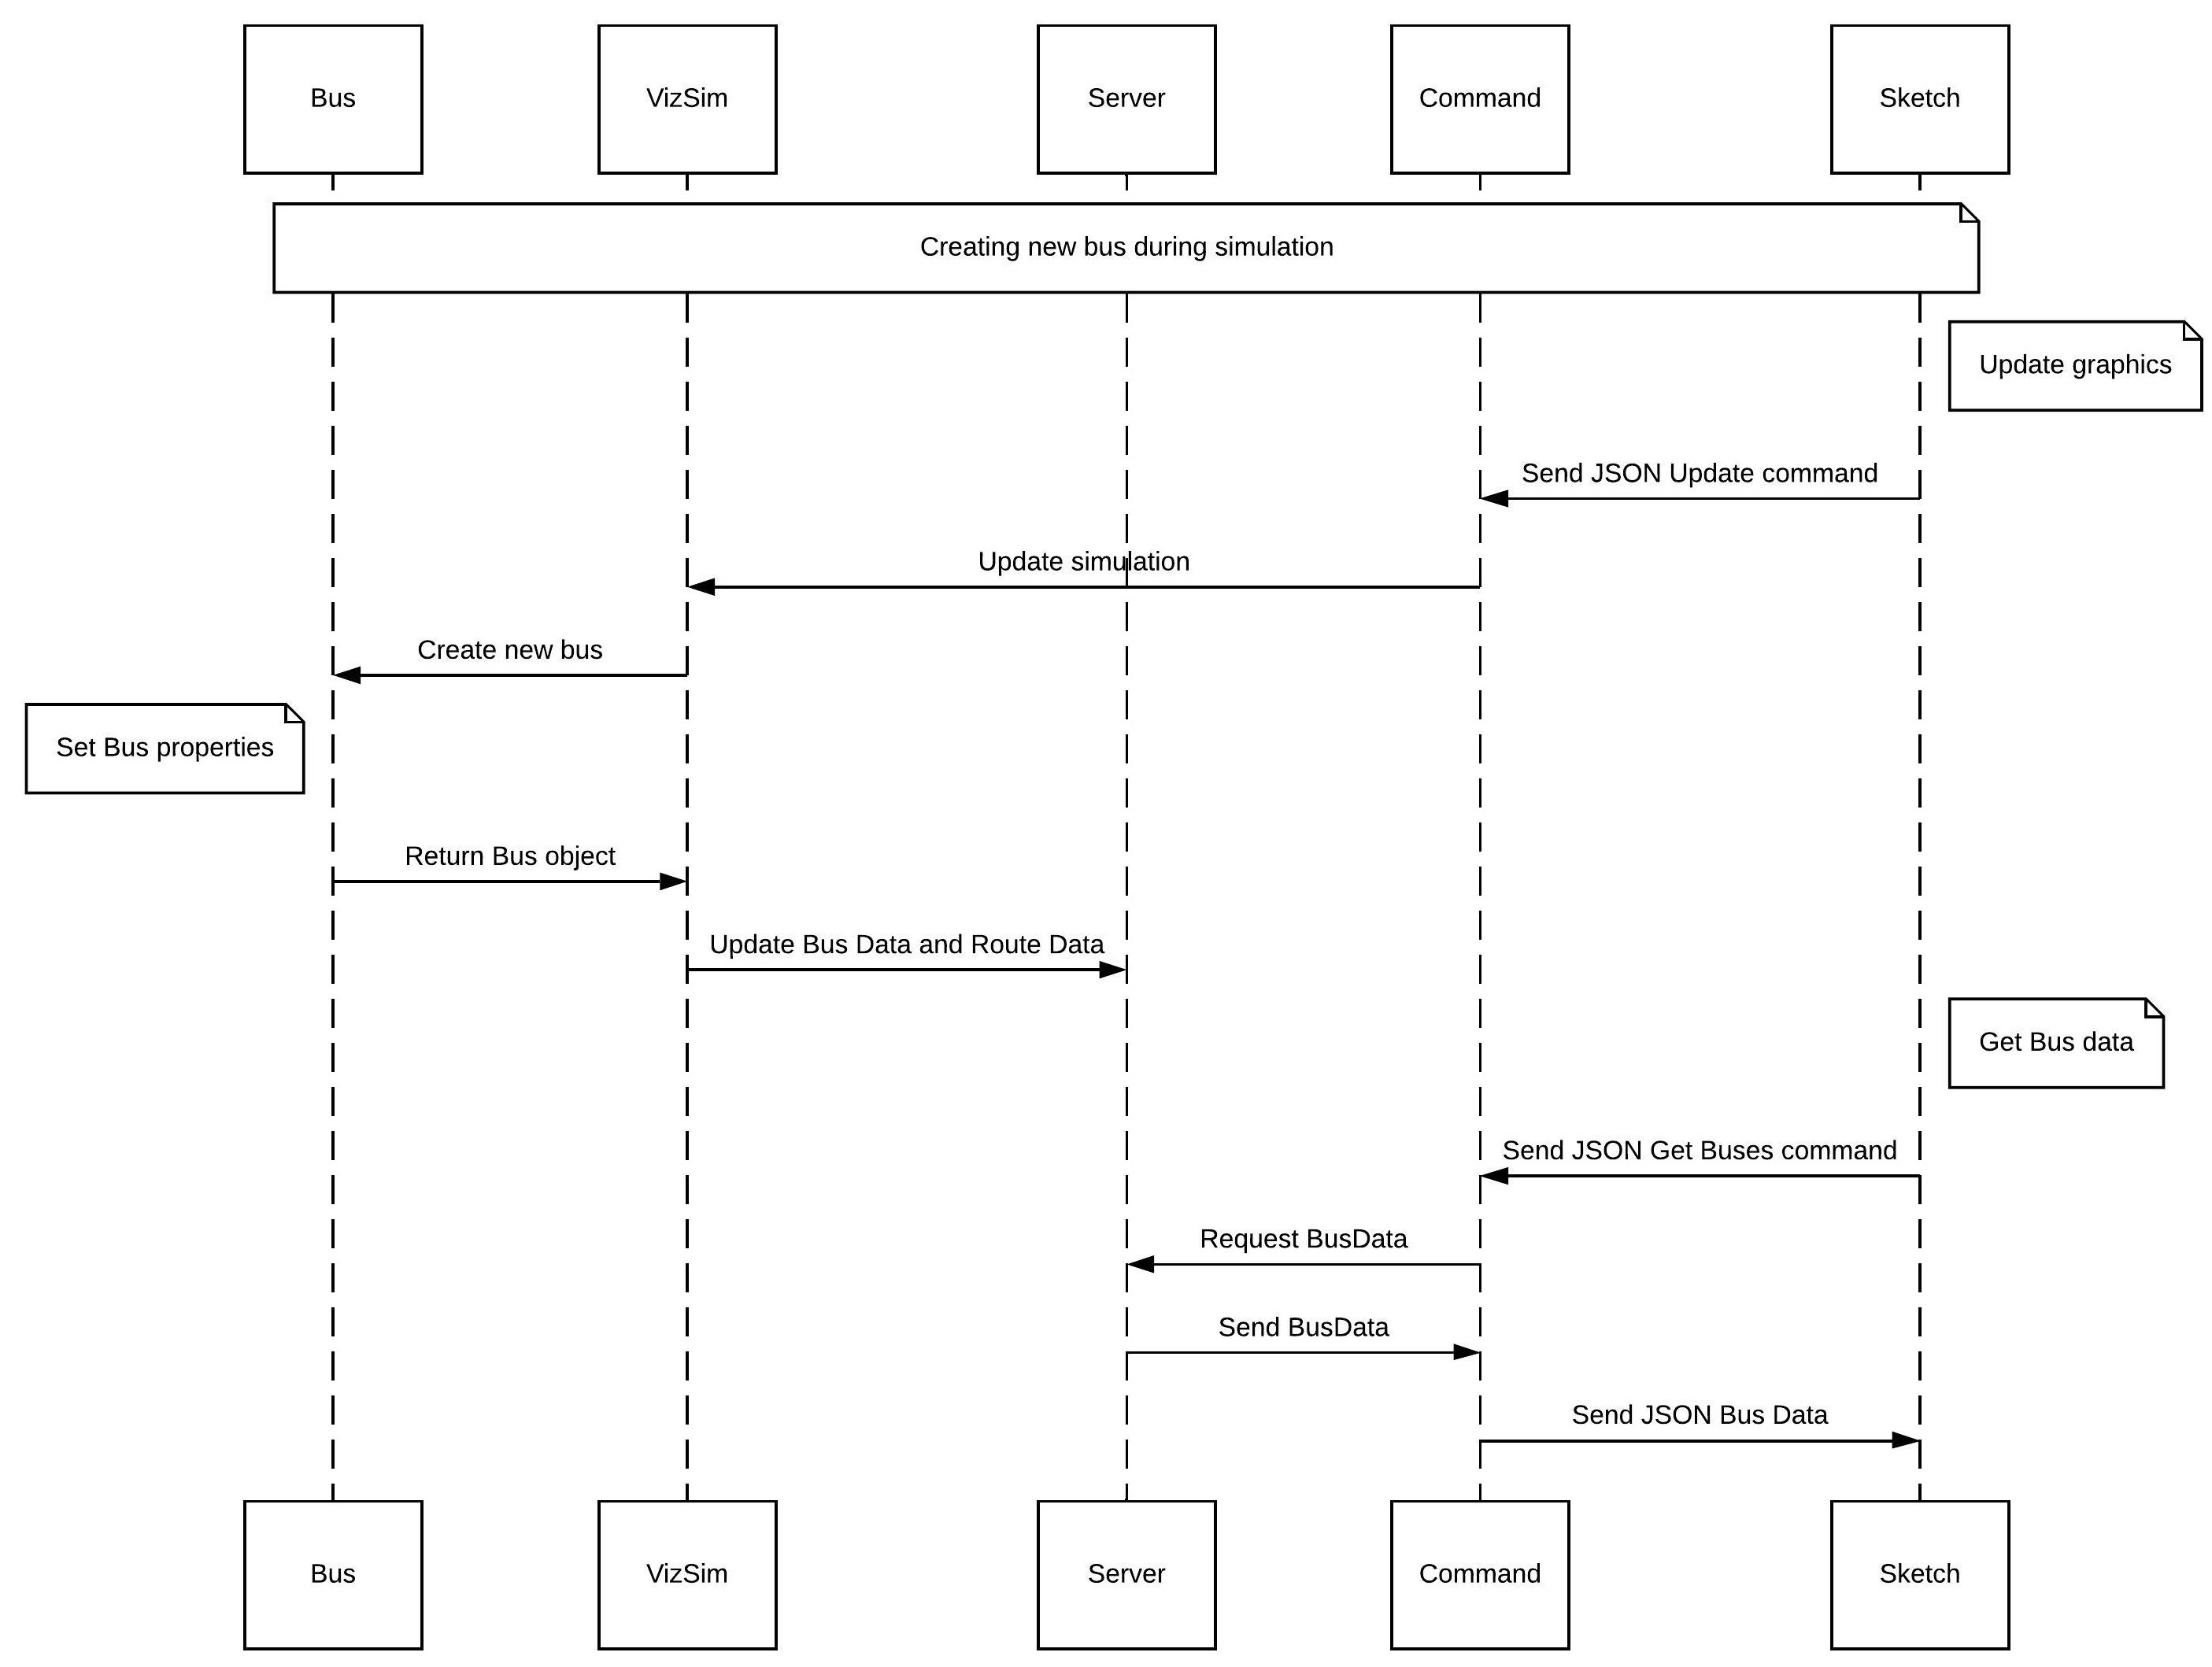 Bus
VizSim
Server
Command
Sketch
Creating new bus during simulation
Update graphics
Send JSON Update command
Update simulation
Create new bus
Set Bus properties
Return Bus object
Update Bus Data and Route Data
Get Bus data
Send JSON Get Buses command
Request BusData
Send BusData
Send JSON Bus Data
Bus
VizSim
Server
Command
Sketch